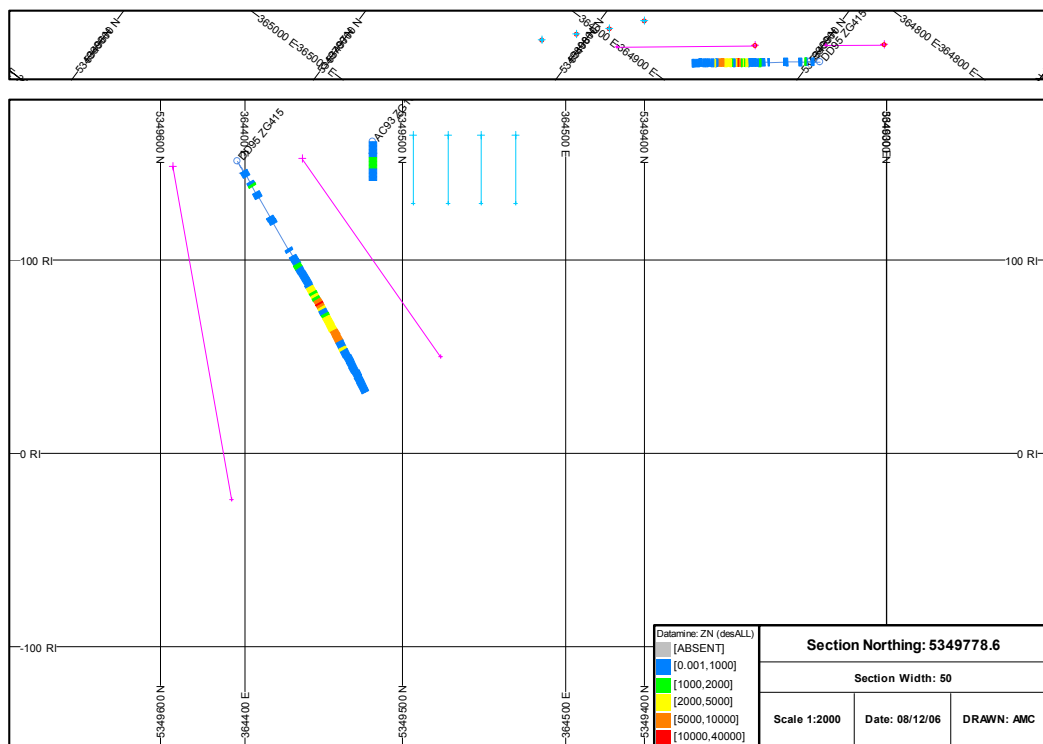 365000 E
364900 E
364800 E
364800 E
365000 E
DD95 ZG415
5349600 N
364400 E
DD95 ZG415
AC93 ZG1
5349500 N
364500 E
5349400 N
100 Rl
100 Rl
0 Rl
0 Rl
-100 Rl
5349600 N
364400 E
5349500 N
364500 E
5349400 N
Datamine: ZN (desALL)
[ABSENT]
[0.001,1000]
[1000,2000]
[2000,5000]
[5000,10000]
[10000,40000]
Section Northing: 5349778.6
Section Width: 50
Scale 1:2000
Date: 08/12/06
DRAWN: AMC